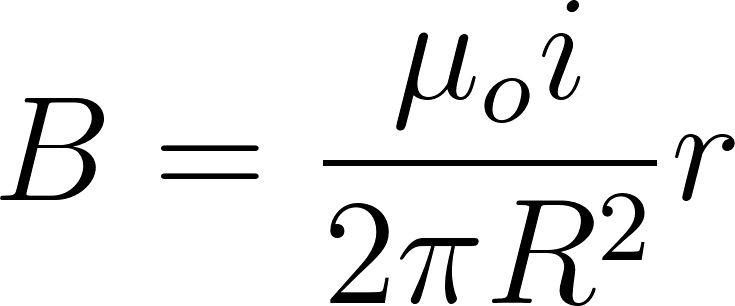 B = \frac{\mu_o i}{2\pi R^2} r